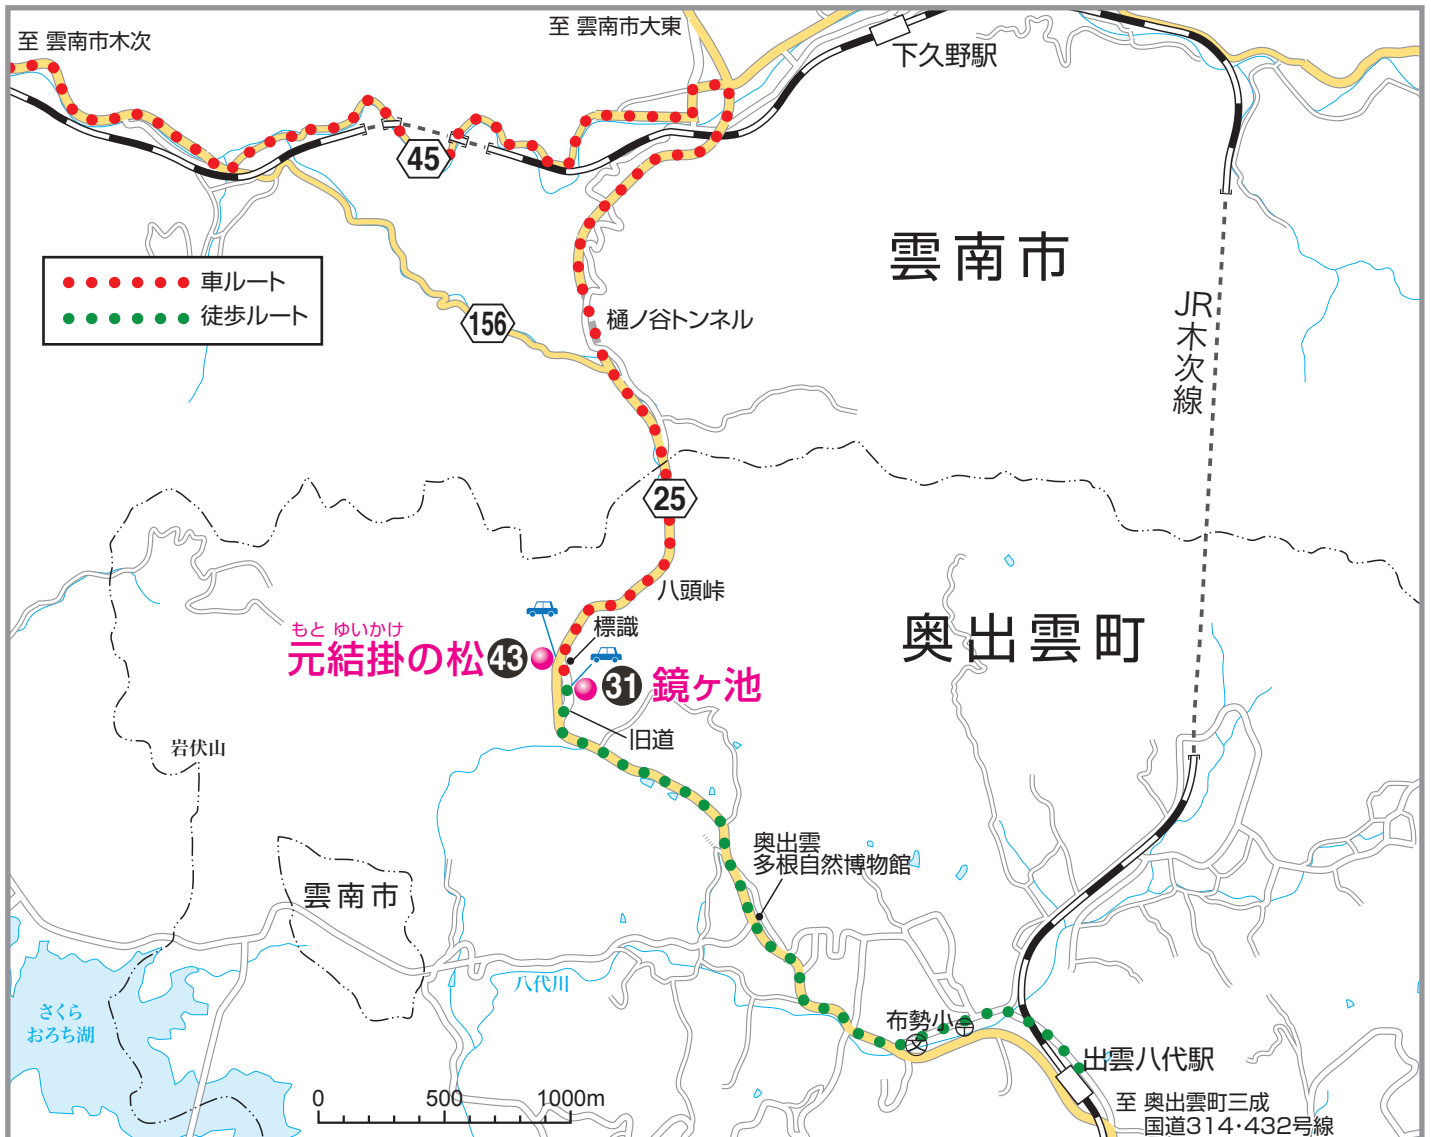 至 雲南市木次
至 雲南市大東
下久野駅
45
雲南市
車ルート
徒歩ルート
156
樋ノ谷トンネル
JR木次線
25
八頭峠
標識
もと ゆいかけ
元結掛の松 43
31 鏡ヶ池
奥出雲町
旧道
岩伏山
奥出雲
多根自然博物館
雲南市
八代川
さくら
おろち湖
布勢小
文
出雲八代駅
0 500 1000m
至 奥出雲町三成
国道314・432号線